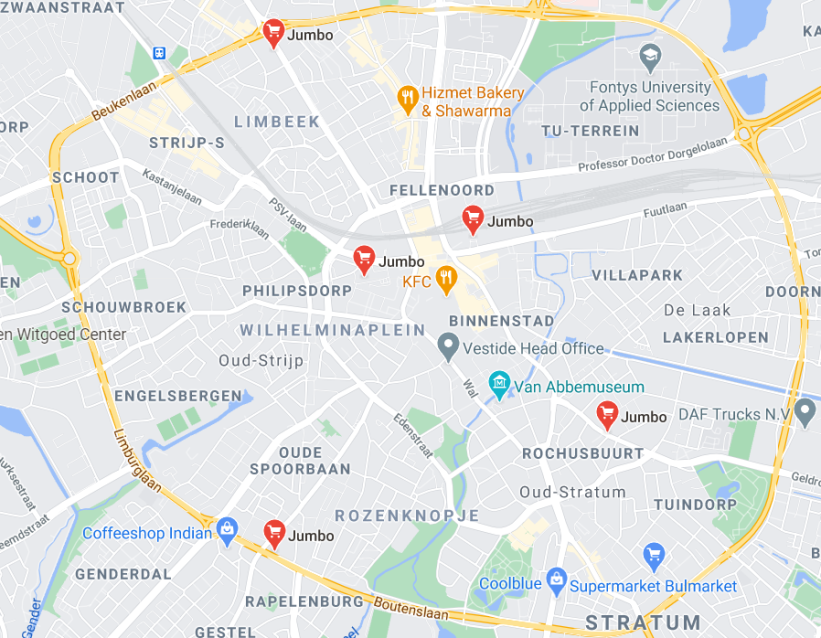 ZWAANSTRAAT
Jumbo
KA
Beukenlaan
Hizmet Bakery
& Shawarma
Fontys University
of Applied Sciences
LIMBEEK
TU-TERREIN
ORP
STRIJP-S
Professor Doctor Dorgelolaan
SCHOOT
Kastanjelaan
FELLENOORD
PSV-laan
Fuutlaan
Frederiklaan
Jumbo
Jumbo
KFC
VILLAPARK
EN
PHILIPSDORP
DOORN
SCHOUWBROEK
De Laak
BINNENSTAD
en Witgoed Center
WILHELMINAPLEIN
LAKERLOPEN
Vestide Head Office
Oud-Strijp
Wal
Van Abbemuseum
ENGELSBERGEN
Jumbo
DAF Trucks N.V
Edenstraat
Limburglaan
OUDE
SPOORBAAN
ROCHUSBUURT
Geldro
Oud-Stratum
TUINDORP
ROZENKNOPJE
Coffeeshop Indian
Jumbo
GENDERDAL
Coolblue
Supermarket Bulmarket
RAPELENBURG
Boutenslaan
Gender
STRATUM
GESTEL